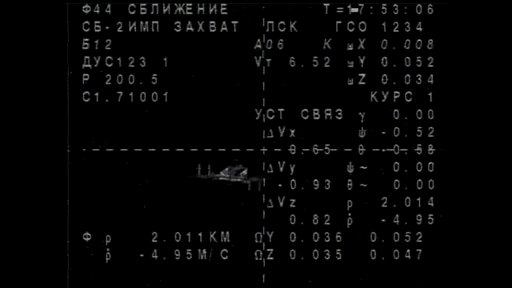 Ф44 СБЛИЖЕНИЕ T=17:53:06
СБ-2ИМП ЗАХВАТ ЛСК ГСО 1234
Б12 А06 К ωX 0.008
ДУС123 1 Vт 6.52 ωY 0.052
Р 200.5 ωZ 0.034
С1.71001 КУРС 1
УСТ СВЯЗ γ 0.00
ΔVx ψ -0.52
0.65 θ -0.58
ΔVy ψ~ 0.00
-0.93 θ~ 0.00
ΔVz ρ 2.014
0.82 ρ̇ -4.95
Ф ρ 2.011КМ ΩY 0.036 0.052
ρ̇ -4.95М/С ΩZ 0.035 0.047